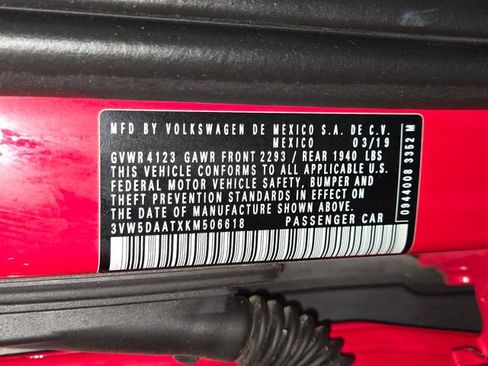 MFD BY VOLKSWAGEN DE MEXICO S.A. DE C.V.
MEXICO 03/19
GVWR 4123 GAWR FRONT 2293 / REAR 1940 LBS
THIS VEHICLE CONFORMS TO ALL APPLICABLE U.S.
FEDERAL MOTOR VEHICLE SAFETY, BUMPER AND
THEFT PREVENTION STANDARDS IN EFFECT ON THE
DATE OF MANUFACTURE SHOWN ABOVE.
3VW5DAATXKM506618 PASSENGER CAR
0944008 3352 M